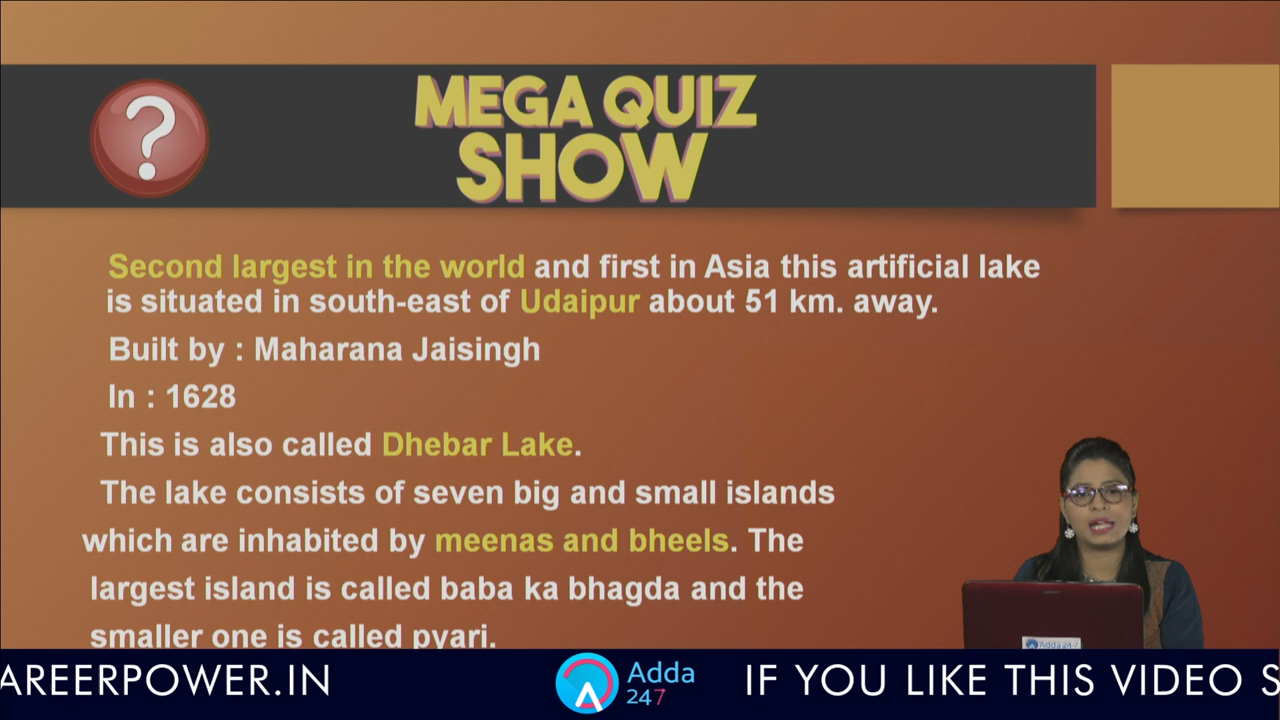 MEGA QUIZ
SHOW
Second largest in the world and first in Asia this artificial lake
is situated in south-east of Udaipur about 51 km. away.
Built by : Maharana Jaisingh
In : 1628
This is also called Dhebar Lake.
The lake consists of seven big and small islands
which are inhabited by meenas and bheels. The
largest island is called baba ka bhagda and the
smaller one is called pyari.
Adda 247
AREERPOWER.IN
Adda
247
IF YOU LIKE THIS VIDEO S